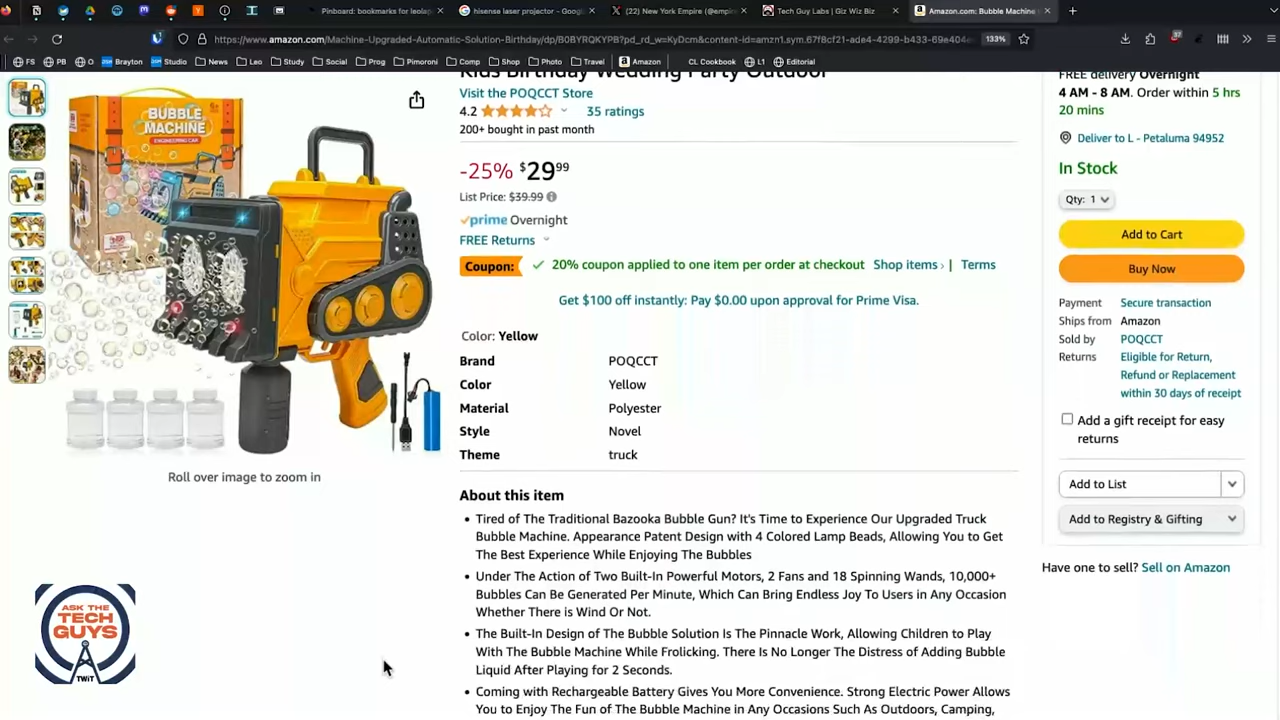 Pinboard: bookmarks for leolap
hisense laser projector - Googl
(22) New York Empire (@empire
Tech Guy Labs | Giz Wiz Biz
Amazon.com: Bubble Machine
https://www.amazon.com/Machine-Upgraded-Automatic-Solution-Birthday/dp/B0BYRQKYPB?pd_rd_w=KyDcm&content-id=amzn1.sym.67f8cf21-ade4-4299-b433-69e404e
133%
FS PB O Brayton Studio News Leo Study Social Prog Pimoroni Comp Shop Photo Travel Amazon CL Cookbook L1 Editorial
Kids Birthday Wedding Party Outdoor
Visit the POQCCT Store
4.2 35 ratings
200+ bought in past month
-25% $29 99
List Price: $39.99
prime Overnight
FREE Returns
Coupon: 20% coupon applied to one item per order at checkout Shop items › | Terms
Get $100 off instantly: Pay $0.00 upon approval for Prime Visa.
Color: Yellow
Brand POQCCT
Color Yellow
Material Polyester
Style Novel
Theme truck
About this item
• Tired of The Traditional Bazooka Bubble Gun? It's Time to Experience Our Upgraded Truck
Bubble Machine. Appearance Patent Design with 4 Colored Lamp Beads, Allowing You to Get
The Best Experience While Enjoying The Bubbles
• Under The Action of Two Built-In Powerful Motors, 2 Fans and 18 Spinning Wands, 10,000+
Bubbles Can Be Generated Per Minute, Which Can Bring Endless Joy To Users in Any Occasion
Whether There is Wind Or Not.
• The Built-In Design of The Bubble Solution Is The Pinnacle Work, Allowing Children to Play
With The Bubble Machine While Frolicking. There Is No Longer The Distress of Adding Bubble
Liquid After Playing for 2 Seconds.
• Coming with Rechargeable Battery Gives You More Convenience. Strong Electric Power Allows
You to Enjoy The Fun of The Bubble Machine in Any Occasions Such As Outdoors, Camping,
BUBBLE
MACHINE
ENGINEERING CAR
Roll over image to zoom in
FREE delivery Overnight
4 AM - 8 AM. Order within 5 hrs
20 mins
Deliver to L - Petaluma 94952
In Stock
Qty: 1
Add to Cart
Buy Now
Payment Secure transaction
Ships from Amazon
Sold by POQCCT
Returns Eligible for Return,
Refund or Replacement
within 30 days of receipt
Add a gift receipt for easy
returns
Add to List
Add to Registry & Gifting
Have one to sell? Sell on Amazon
ASK THE
TECH
GUYS
TWiT